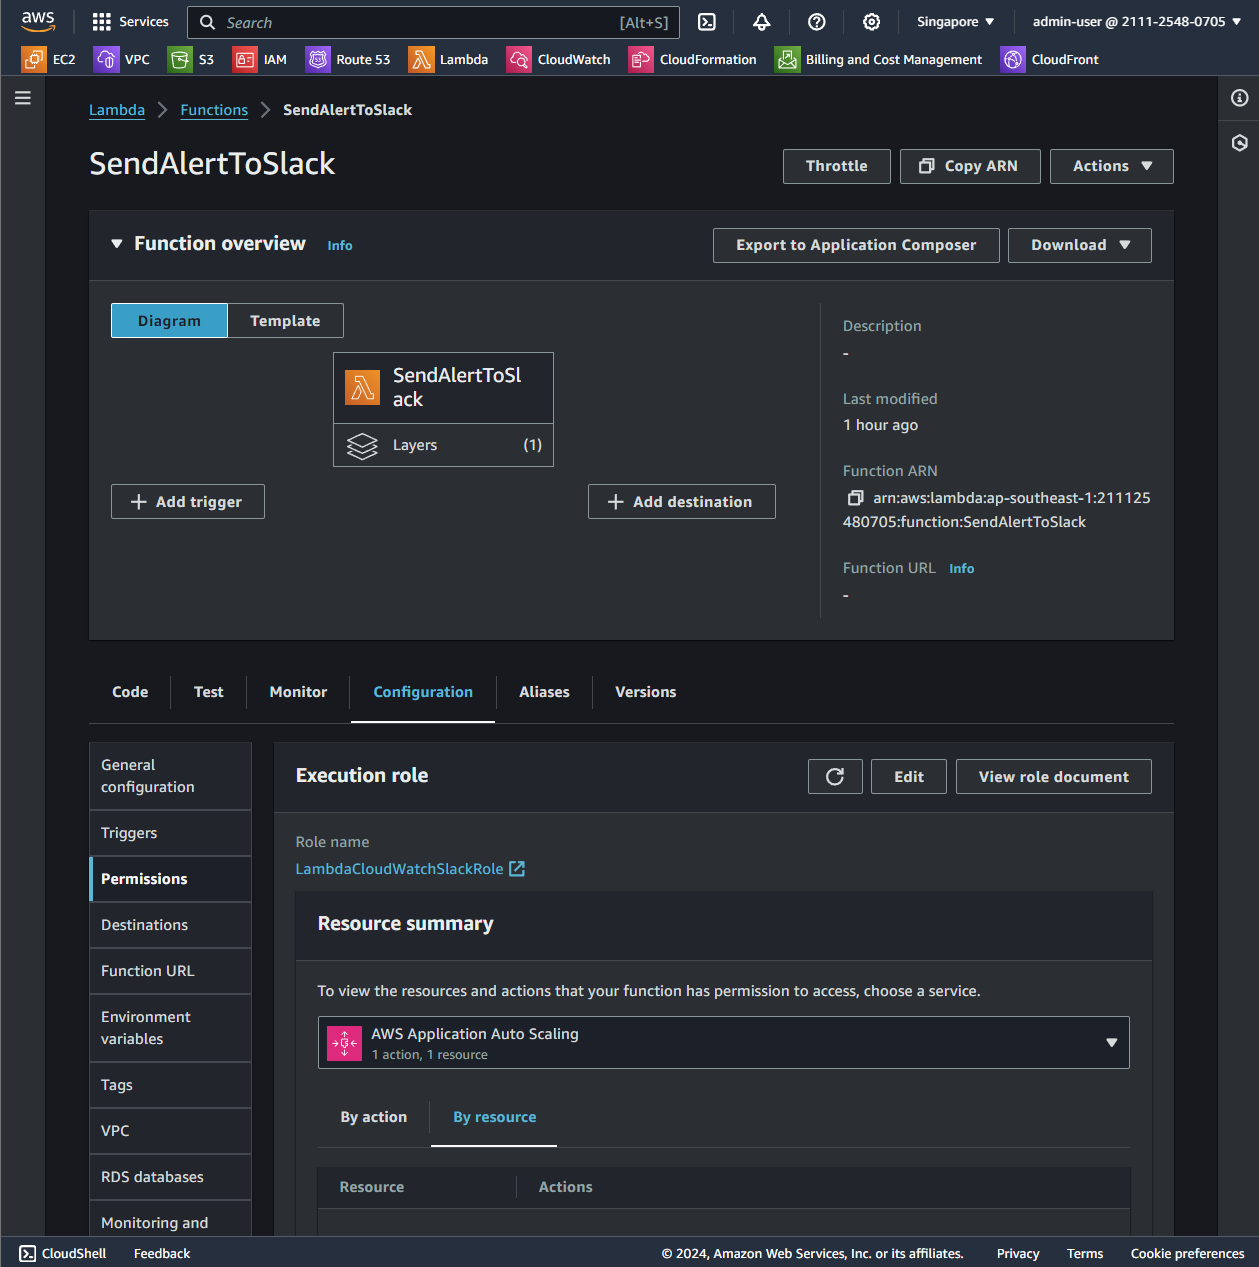 aws
Services
Search
[Alt+S]
Singapore
admin-user @ 2111-2548-0705
EC2
VPC
S3
IAM
Route 53
Lambda
CloudWatch
CloudFormation
Billing and Cost Management
CloudFront
Lambda
Functions
SendAlertToSlack
SendAlertToSlack
Throttle
Copy ARN
Actions
Function overview
Info
Export to Application Composer
Download
Diagram
Template
SendAlertToSl
ack
Layers
(1)
Add trigger
Add destination
Description
-
Last modified
1 hour ago
Function ARN
arn:aws:lambda:ap-southeast-1:211125
480705:function:SendAlertToSlack
Function URL
Info
-
Code
Test
Monitor
Configuration
Aliases
Versions
General
configuration
Triggers
Permissions
Destinations
Function URL
Environment
variables
Tags
VPC
RDS databases
Monitoring and
Execution role
Edit
View role document
Role name
LambdaCloudWatchSlackRole
Resource summary
To view the resources and actions that your function has permission to access, choose a service.
AWS Application Auto Scaling
1 action, 1 resource
By action
By resource
Resource
Actions
CloudShell
Feedback
© 2024, Amazon Web Services, Inc. or its affiliates.
Privacy
Terms
Cookie preferences